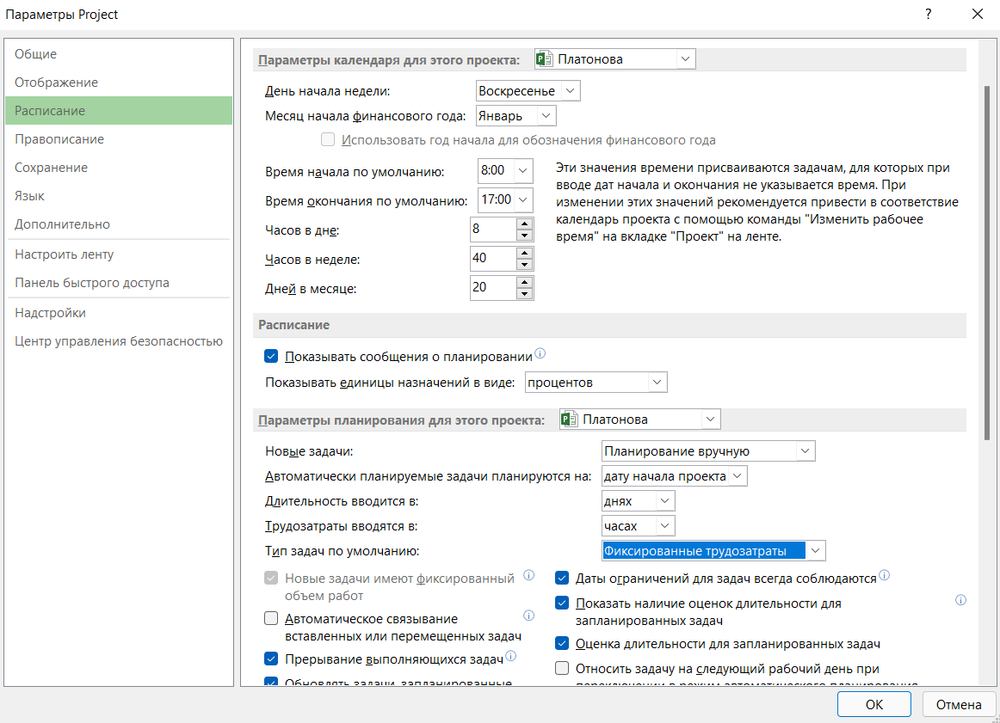 Параметры Project
?
Общие
Отображение
Расписание
Правописание
Сохранение
Язык
Дополнительно
Настроить ленту
Панель быстрого доступа
Надстройки
Центр управления безопасностью
Параметры календаря для этого проекта: Платонова
День начала недели: Воскресенье
Месяц начала финансового года: Январь
Использовать год начала для обозначения финансового года
Время начала по умолчанию: 8:00
Время окончания по умолчанию: 17:00
Часов в дне: 8
Часов в неделе: 40
Дней в месяце: 20
Эти значения времени присваиваются задачам, для которых при
вводе дат начала и окончания не указывается время. При
изменении этих значений рекомендуется привести в соответствие
календарь проекта с помощью команды "Изменить рабочее
время" на вкладке "Проект" на ленте.
Расписание
Показывать сообщения о планировании
Показывать единицы назначений в виде: процентов
Параметры планирования для этого проекта: Платонова
Новые задачи: Планирование вручную
Автоматически планируемые задачи планируются на: дату начала проекта
Длительность вводится в: днях
Трудозатраты вводятся в: часах
Тип задач по умолчанию: Фиксированные трудозатраты
Новые задачи имеют фиксированный
объем работ
Автоматическое связывание
вставленных или перемещенных задач
Прерывание выполняющихся задач
Обновлять задачи, запланированные
Даты ограничений для задач всегда соблюдаются
Показать наличие оценок длительности для
запланированных задач
Оценка длительности для запланированных задач
Относить задачу на следующий рабочий день при
переключении в режим автоматического планирования
ОК
Отмена